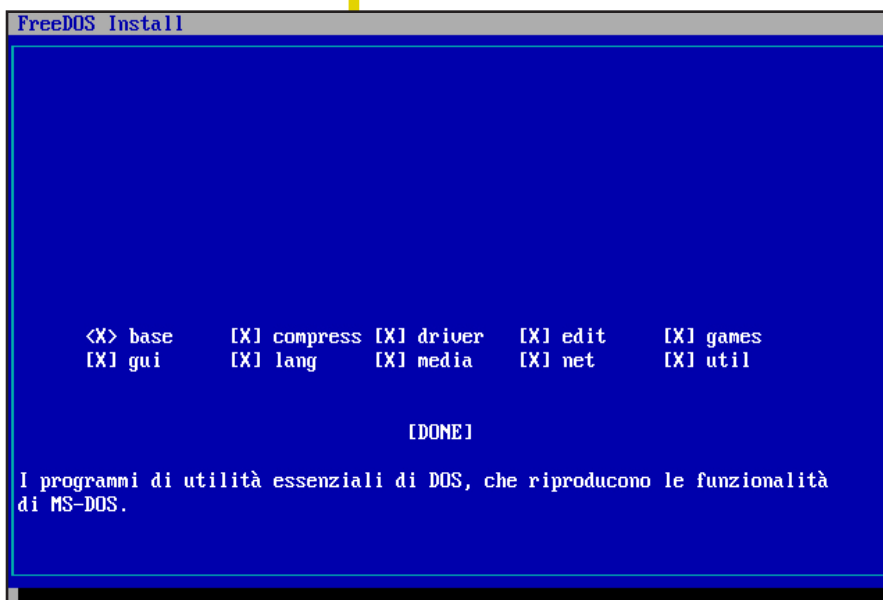 FreeDOS Install
<X> base [X] compress [X] driver [X] edit [X] games
[X] gui [X] lang [X] media [X] net [X] util
[DONE]
I programmi di utilità essenziali di DOS, che riproducono le funzionalità
di MS-DOS.